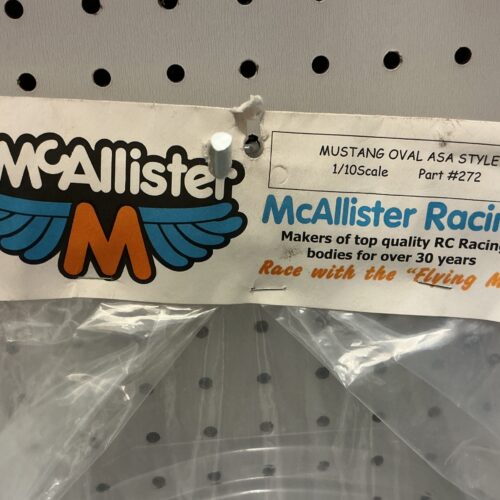 McAllister
M
MUSTANG OVAL ASA STYLE
1/10Scale Part #272
McAllister Racin
Makers of top quality RC Racing
bodies for over 30 years
Race with the "Flying M